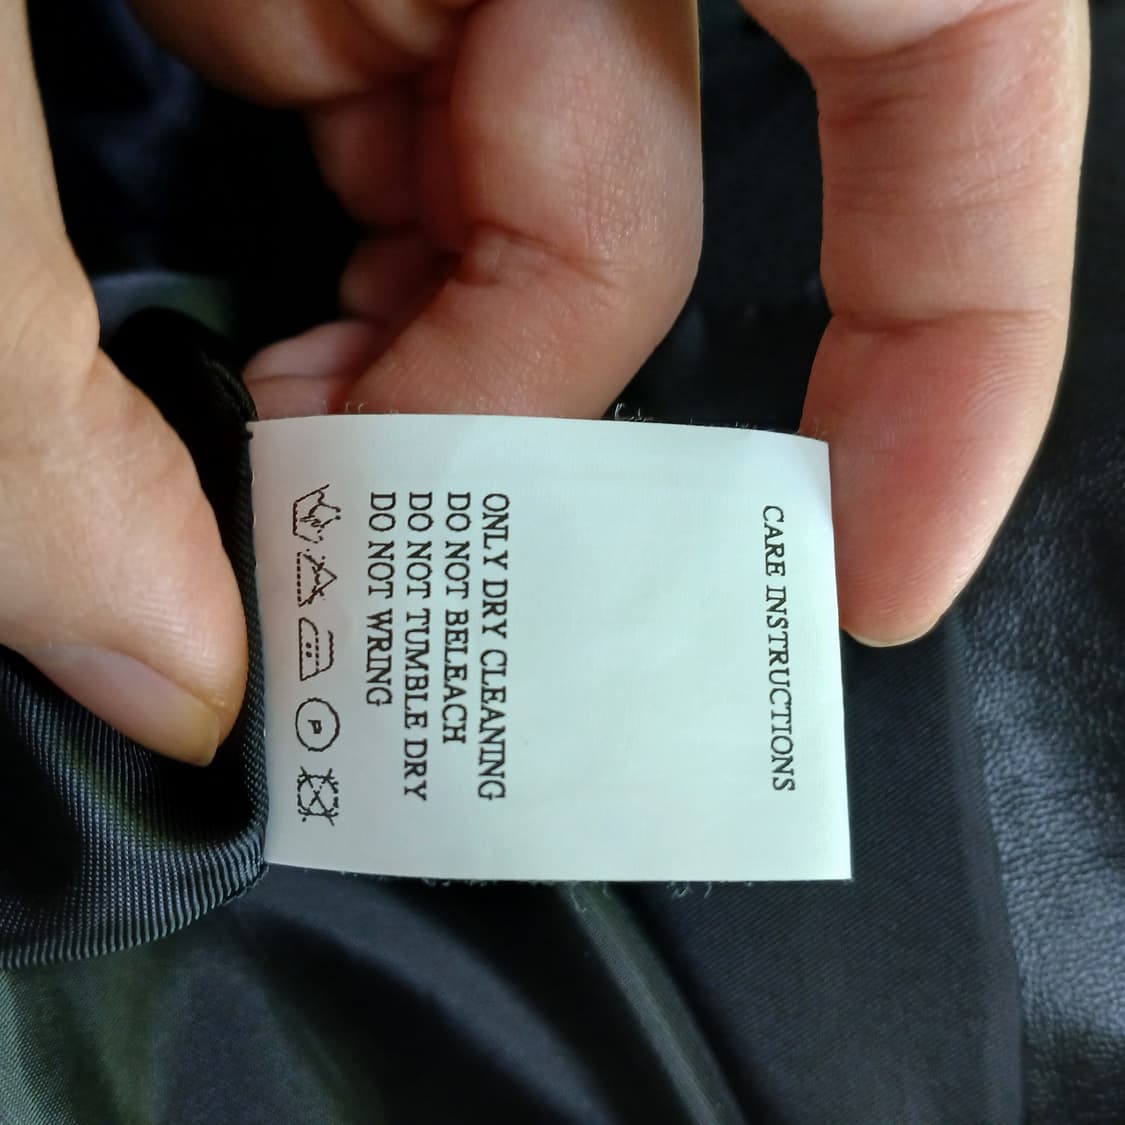 CARE INSTRUCTIONS
ONLY DRY CLEANING
DO NOT BELEACH
DO NOT TUMBLE DRY
DO NOT WRING
P